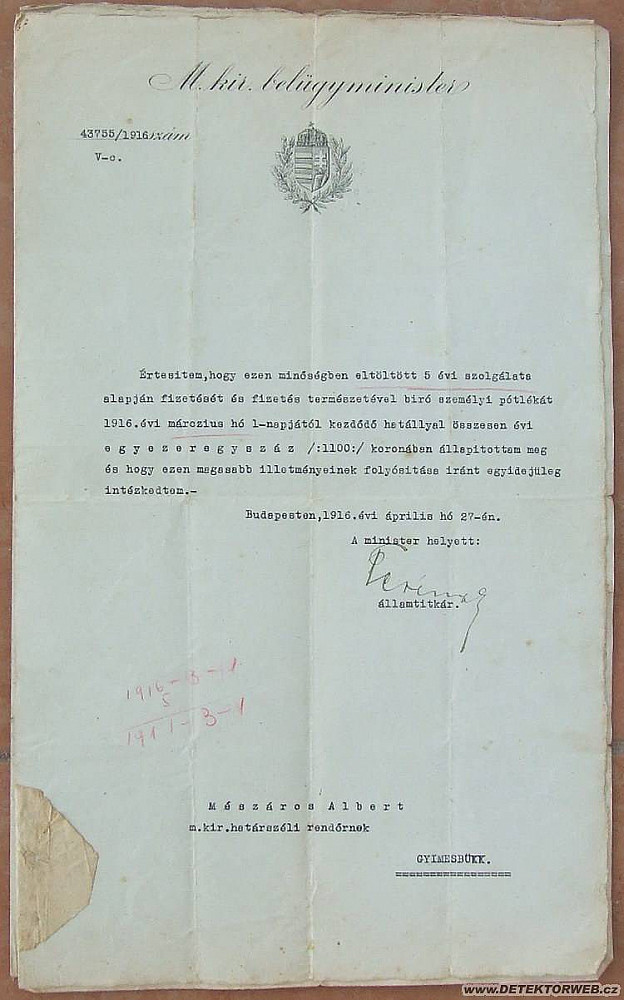 M. kir. belügyminister
43755/1916.szám
V-c.
Értesitem,hogy ezen minőségben eltöltött 5 évi szolgálata
alapján fizetését és fizetés természetével biró személyi pótlékát
1916.évi márczius hó 1-napjától kezdődő hatállyal összesen évi
e g y e z e r e g y s z á z /:1100:/ koronában állapitottam meg
és hogy ezen magasabb illetményeinek folyósitása iránt egyidejüleg
intézkedtem.-
Budapesten,1916.évi április hó 27-én.
A minister helyett:
államtitkár.
1916-3-1
5
1911-3-1
M é s z á r o s A l b e r t
m.kir.határszéli rendőrnek
GYIMESBÜKK.
www.DETEKTORWEB.cz